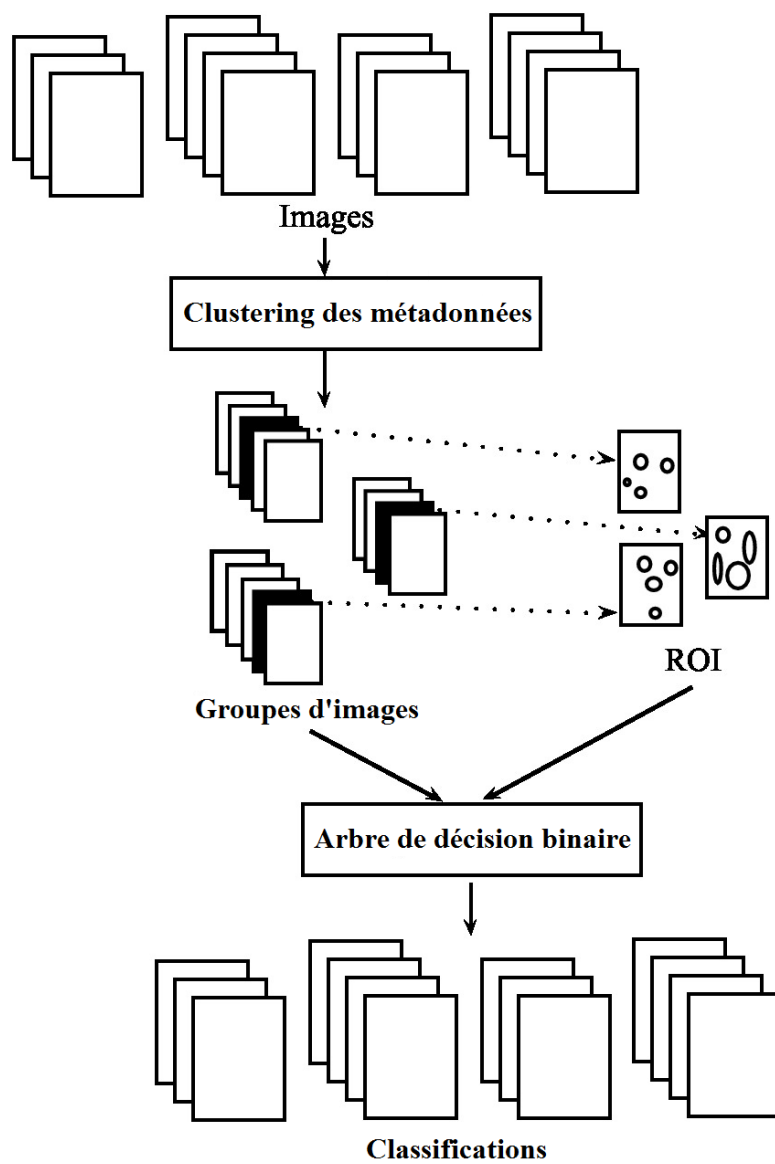 Images
Clustering des métadonnées
ROI
Groupes d'images
Arbre de décision binaire
Classifications